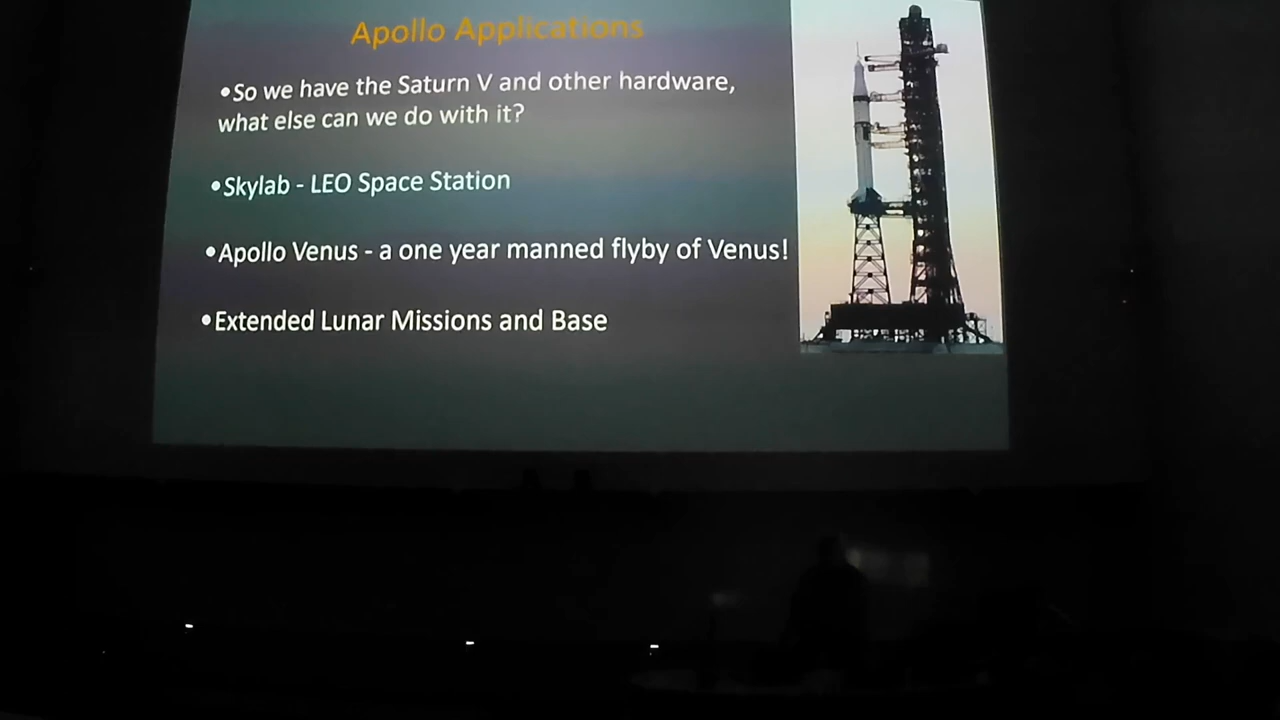 Apollo Applications
•So we have the Saturn V and other hardware,
what else can we do with it?
•Skylab - LEO Space Station
•Apollo Venus - a one year manned flyby of Venus!
•Extended Lunar Missions and Base